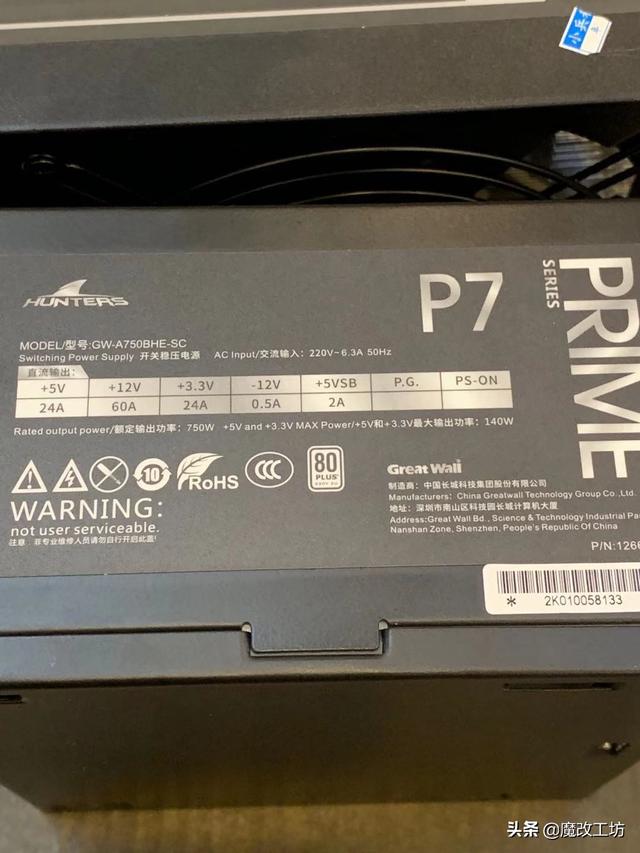 小兵
HUNTERS
P7
PRIME
SERIES
MODEL/型号:GW-A750BHE-SC
Switching Power Supply 开关稳压电源 AC Input/交流输入：220V~6.3A 50Hz
直流输出：
+5V +12V +3.3V -12V +5VSB P.G. PS-ON
24A 60A 24A 0.5A 2A
Rated output power/额定输出功率：750W +5V and +3.3V MAX Power/+5V和+3.3V最大输出功率：140W
10 RoHS CCC 80
PLUS
230V EU
WARNING:
not user serviceable.
注意．非专业维修人员请勿自行开启此盖!
Great Wall
制造商：中国长城科技集团股份有限公司
Manufacturers：China Greatwall Technology Group Co.,Ltd.
地址：深圳市南山区科技园长城计算机大厦
Address:Great Wall Bd., Science & Technology Industrial Pa
Nanshan Zone, Shenzhen, People's Republic Of China
P/N:1266
* 2K010058133
头条 @魔改工坊